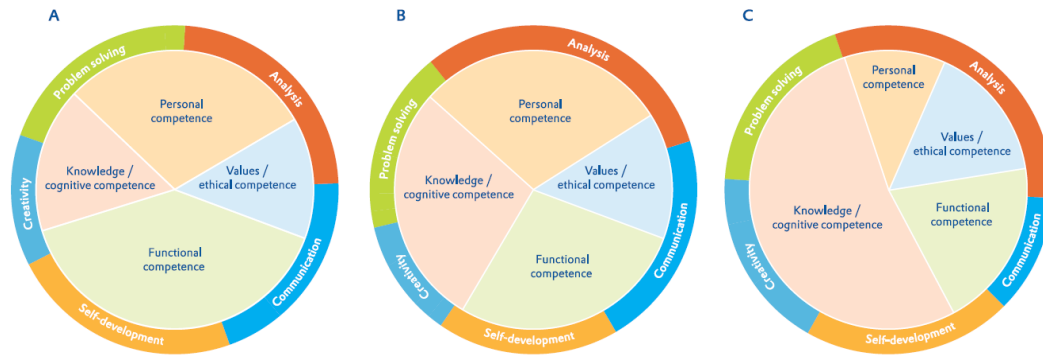 A
Problem solving
Analysis
Personal
competence
Knowledge /
cognitive competence
Values /
ethical competence
Creativity
Functional
competence
Communication
Self-development
B
Analysis
Problem solving
Personal
competence
Knowledge /
cognitive competence
Values /
ethical competence
Functional
competence
Creativity
Communication
Self-development
C
Problem solving
Analysis
Personal
competence
Values /
ethical competence
Knowledge /
cognitive competence
Functional
competence
Creativity
Communication
Self-development